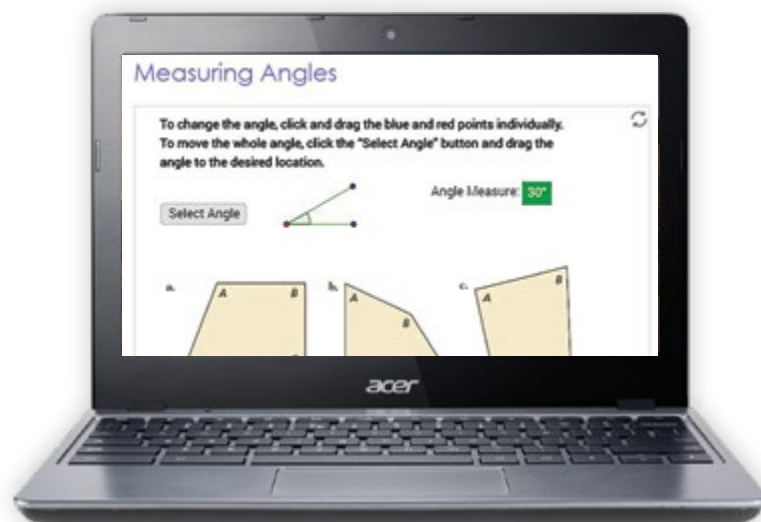 Measuring Angles
To change the angle, click and drag the blue and red points individually.
To move the whole angle, click the "Select Angle" button and drag the
angle to the desired location.
Angle Measure: 30°
Select Angle
a.
A
B
b.
A
B
c.
A
B
acer